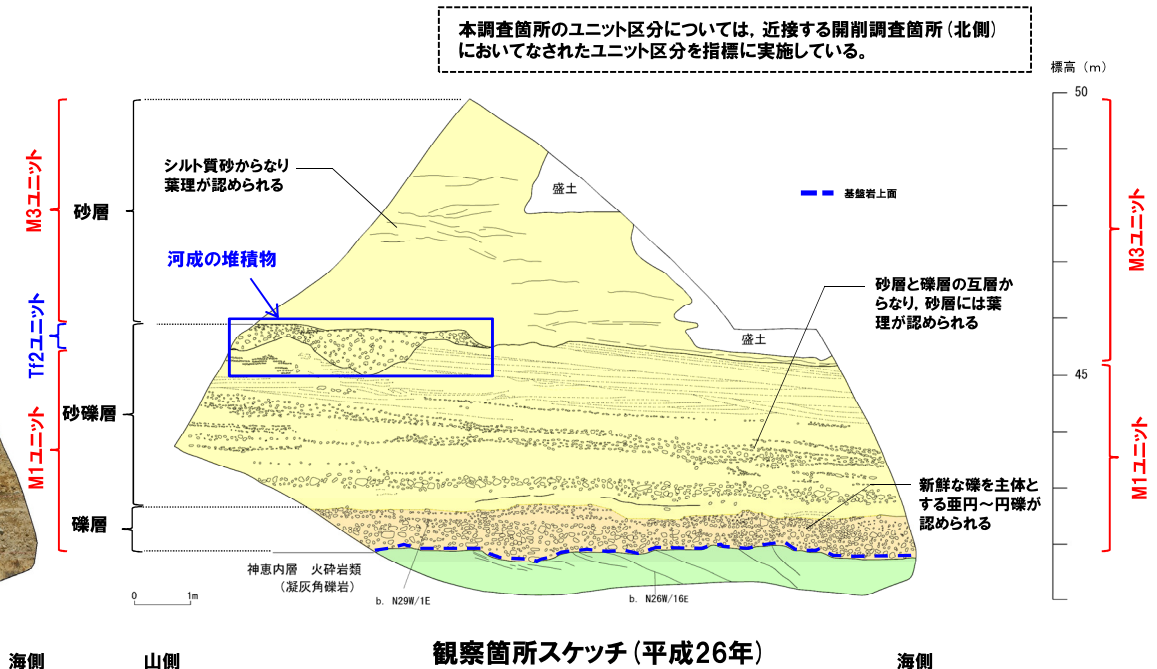 本調査箇所のユニット区分については，近接する開削調査箇所（北側）
においてなされたユニット区分を指標に実施している。
標高（m）
50
45
M3ユニット
Tf2ユニット
M1ユニット
砂層
砂礫層
礫層
シルト質砂からなり
葉理が認められる
河成の堆積物
盛土
盛土
基盤岩上面
砂層と礫層の互層か
らなり，砂層には葉
理が認められる
新鮮な礫を主体と
する亜円～円礫が
認められる
M3ユニット
M1ユニット
神恵内層　火砕岩類
（凝灰角礫岩）
b. N29W/1E
b. N26W/16E
0 1m
海側
山側
観察箇所スケッチ（平成26年）
海側